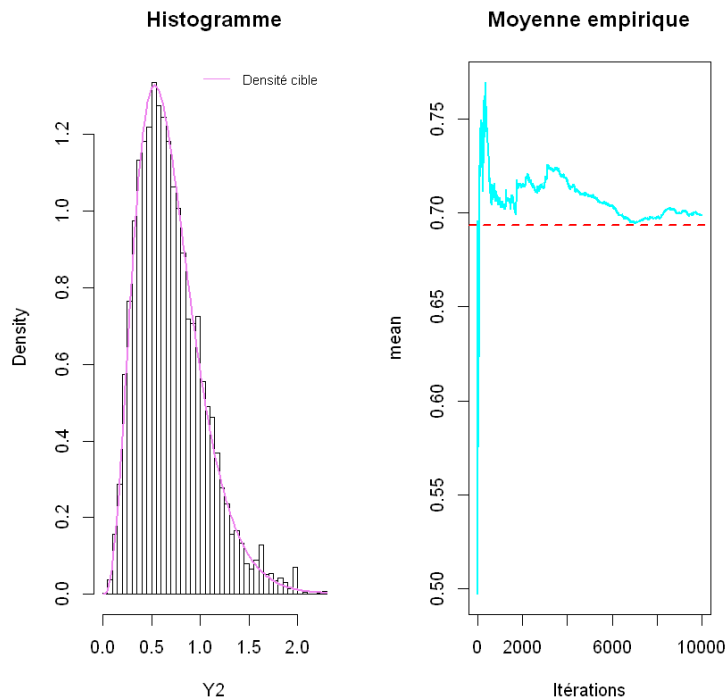 Histogramme
Densité cible
Density
0.0 0.2 0.4 0.6 0.8 1.0 1.2
0.0 0.5 1.0 1.5 2.0
Y2
Moyenne empirique
mean
0.50 0.55 0.60 0.65 0.70 0.75
0 2000 6000 10000
Itérations